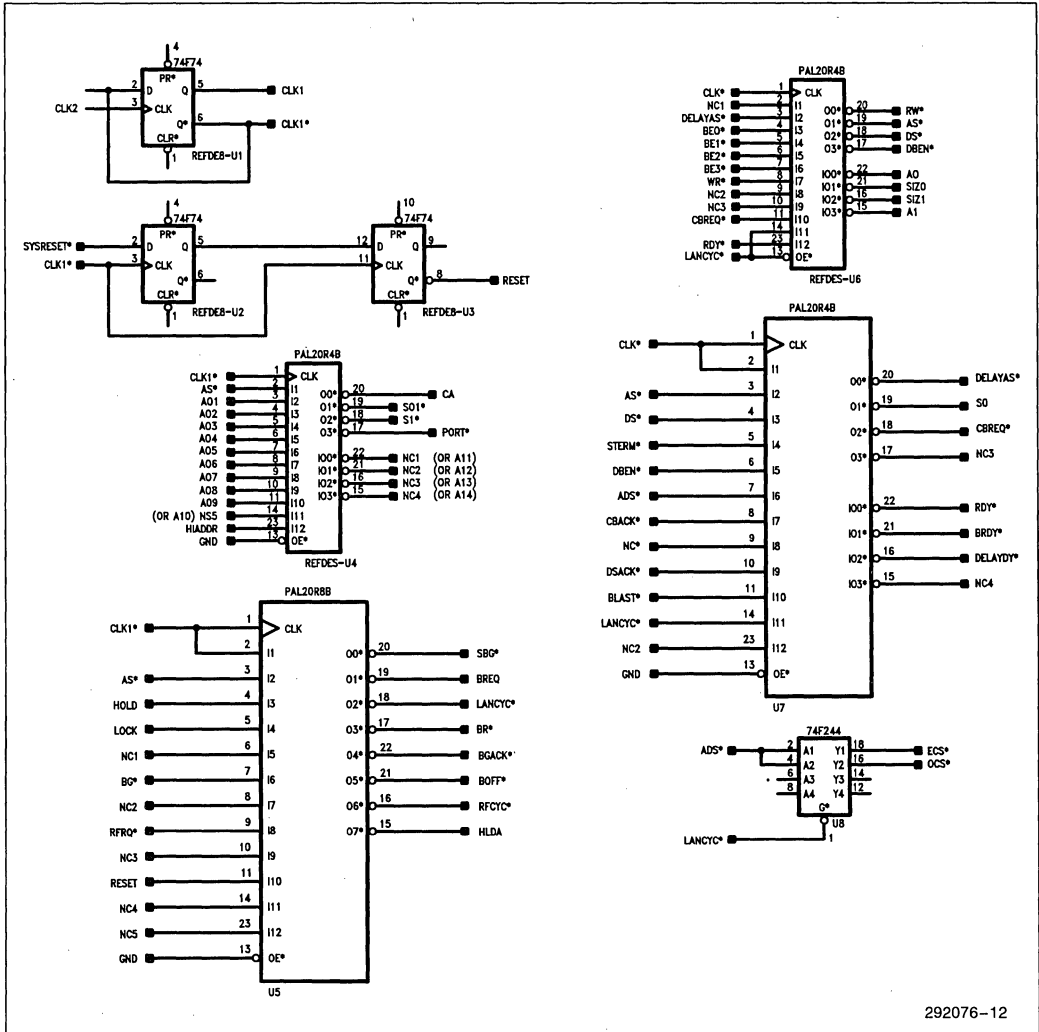 4
74F74
PR*
2 D Q 5 CLK1
CLK2 3 CLK
Q* 6 CLK1*
CLR*
1 REFDE8-U1
4
74F74
PR*
SYSRESET* 2 D Q 5
CLK1* 3 CLK
Q* 6
CLR*
1 REFDE8-U2
10
74F74
PR*
12 D Q 9
11 CLK
Q* 8 RESET
CLR*
1 REFDE8-U3
PAL20R4B
CLK1* 1 CLK
AS* 2 I1 O0* 20 CA
A01 3 I2 O1* 19 S01*
A02 4 I3 O2* 18 S1*
A03 5 I4 O3* 17 PORT*
A04 6 I5
A05 7 I6 IO0* 22 NC1 (OR A11)
A06 8 I7 IO1* 21 NC2 (OR A12)
A07 9 I8 IO2* 16 NC3 (OR A13)
A08 10 I9 IO3* 15 NC4 (OR A14)
A09 11 I10
(OR A10) NS5 14 I11
HIADDR 23 I12
GND 13 OE*
REFDES-U4
PAL20R8B
CLK1* 1 CLK
2 I1 O0* 20 SBG*
AS* 3 I2 O1* 19 BREQ
HOLD 4 I3 O2* 18 LANCYC*
LOCK 5 I4 O3* 17 BR*
NC1 6 I5 O4* 22 BGACK*
BG* 7 I6 O5* 21 BOFF*
NC2 8 I7 O6* 16 RFCYC*
RFRQ* 9 I8 O7* 15 HLDA
NC3 10 I9
RESET 11 I10
NC4 14 I11
NC5 23 I12
GND 13 OE*
U5
PAL20R4B
CLK* 1 CLK
NC1 2 I1 O0* 20 RW*
DELAYAS* 3 I2 O1* 19 AS*
BE0* 4 I3 O2* 18 DS*
BE1* 5 I4 O3* 17 DBEN*
BE2* 6 I5
BE3* 7 I6 IO0* 22 A0
WR* 8 I7 IO1* 21 SIZ0
NC2 9 I8 IO2* 16 SIZ1
NC3 10 I9 IO3* 15 A1
CBREQ* 11 I10
14 I11
RDY* 23 I12
LANCYC* 13 OE*
REFDES-U6
PAL20R4B
CLK* 1 CLK
2 I1 O0* 20 DELAYAS*
AS* 3 I2 O1* 19 S0
DS* 4 I3 O2* 18 CBREQ*
STERM* 5 I4 O3* 17 NC3
DBEN* 6 I5
ADS* 7 I6 IO0* 22 RDY*
CBACK* 8 I7 IO1* 21 BRDY*
NC* 9 I8 IO2* 16 DELAYDY*
DSACK* 10 I9 IO3* 15 NC4
BLAST* 11 I10
LANCYC* 14 I11
NC2 23 I12
GND 13 OE*
U7
74F244
ADS* 2 A1 Y1 18 ECS*
4 A2 Y2 16 OCS*
6 A3 Y3 14
8 A4 Y4 12
G*
U8
LANCYC* 1
292076-12